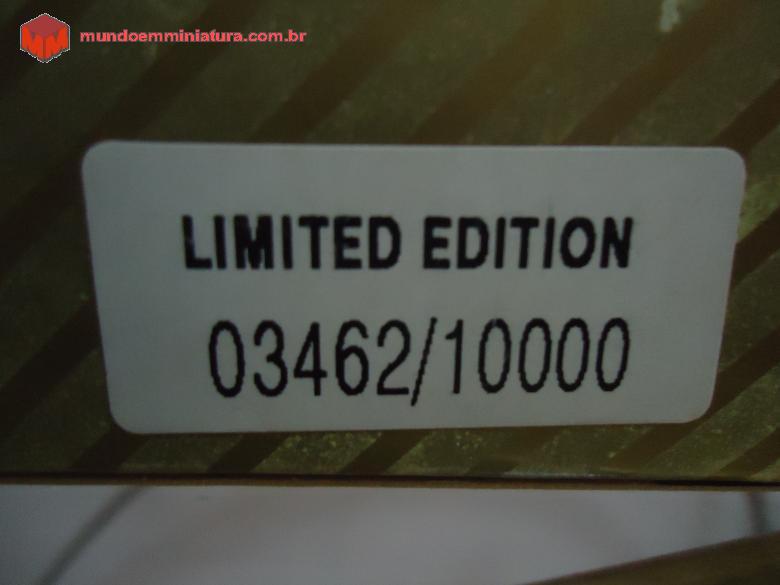 mundoemminiatura.com.br
LIMITED EDITION
03462/10000